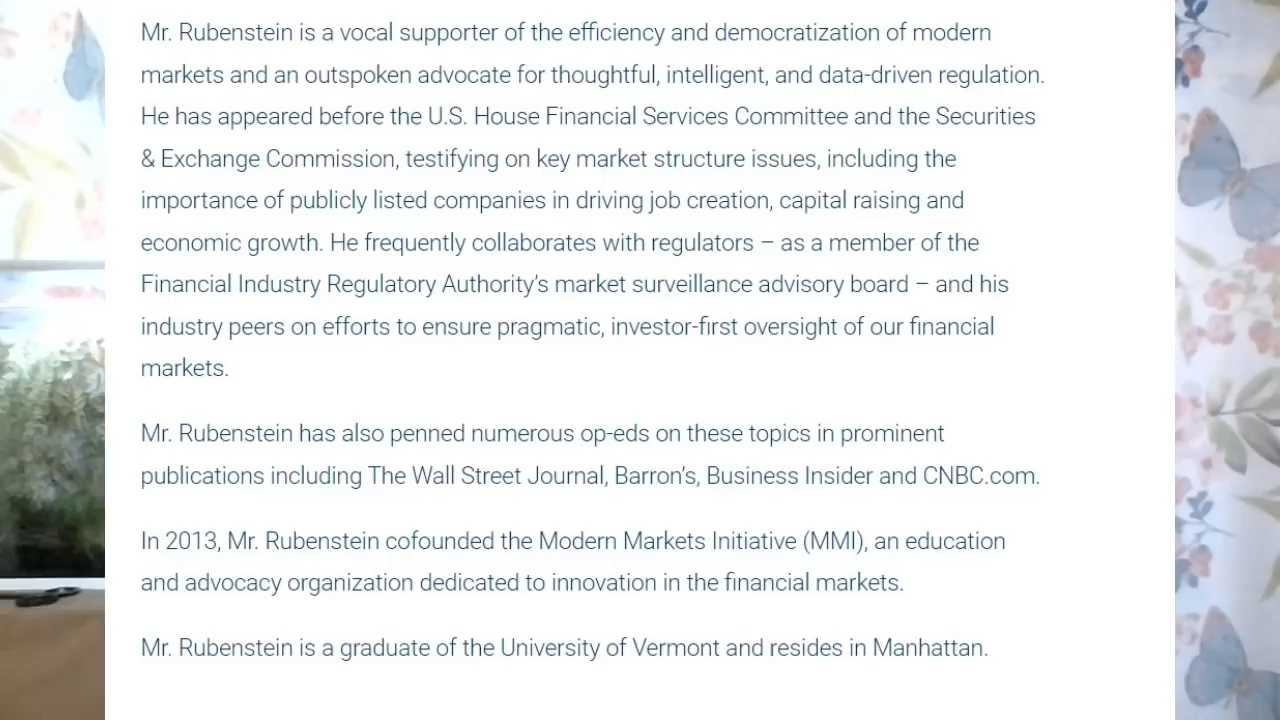 Mr. Rubenstein is a vocal supporter of the efficiency and democratization of modern
markets and an outspoken advocate for thoughtful, intelligent, and data-driven regulation.
He has appeared before the U.S. House Financial Services Committee and the Securities
& Exchange Commission, testifying on key market structure issues, including the
importance of publicly listed companies in driving job creation, capital raising and
economic growth. He frequently collaborates with regulators – as a member of the
Financial Industry Regulatory Authority’s market surveillance advisory board – and his
industry peers on efforts to ensure pragmatic, investor-first oversight of our financial
markets.
Mr. Rubenstein has also penned numerous op-eds on these topics in prominent
publications including The Wall Street Journal, Barron’s, Business Insider and CNBC.com.
In 2013, Mr. Rubenstein cofounded the Modern Markets Initiative (MMI), an education
and advocacy organization dedicated to innovation in the financial markets.
Mr. Rubenstein is a graduate of the University of Vermont and resides in Manhattan.